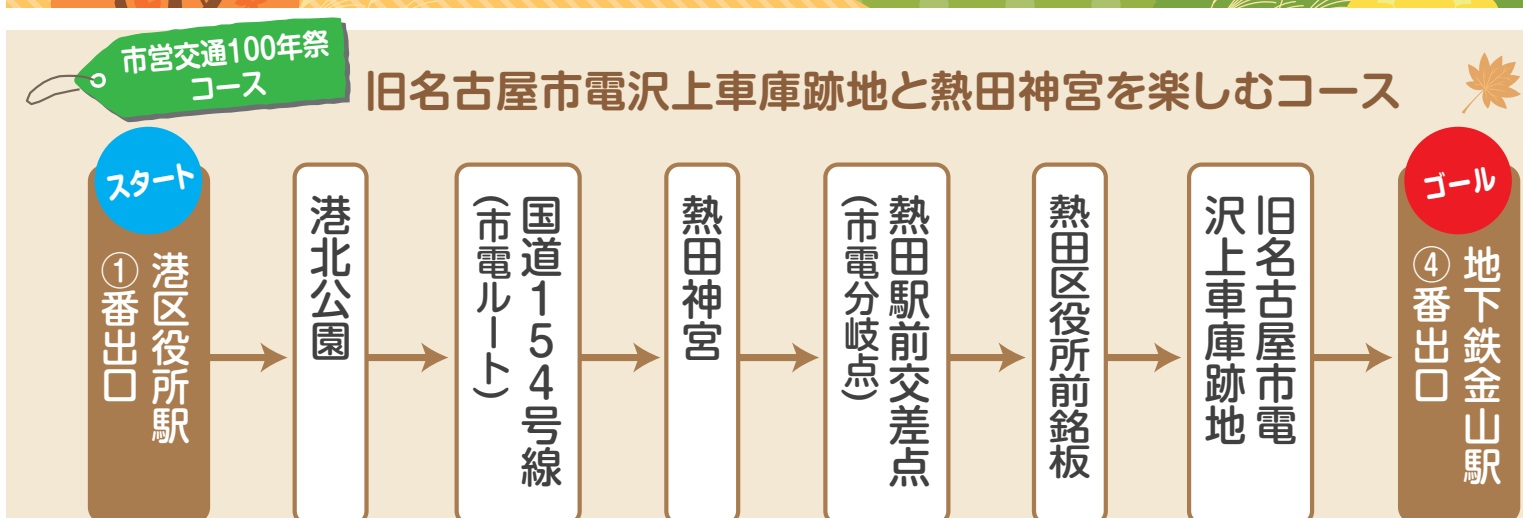 市営交通100年祭
コース
旧名古屋市電沢上車庫跡地と熱田神宮を楽しむコース
スタート
港区役所駅
①番出口
港北公園
国道154号線
（市電ルート）
熱田神宮
熱田駅前交差点
（市電分岐点）
熱田区役所前銘板
旧名古屋市電
沢上車庫跡地
ゴール
地下鉄金山駅
④番出口